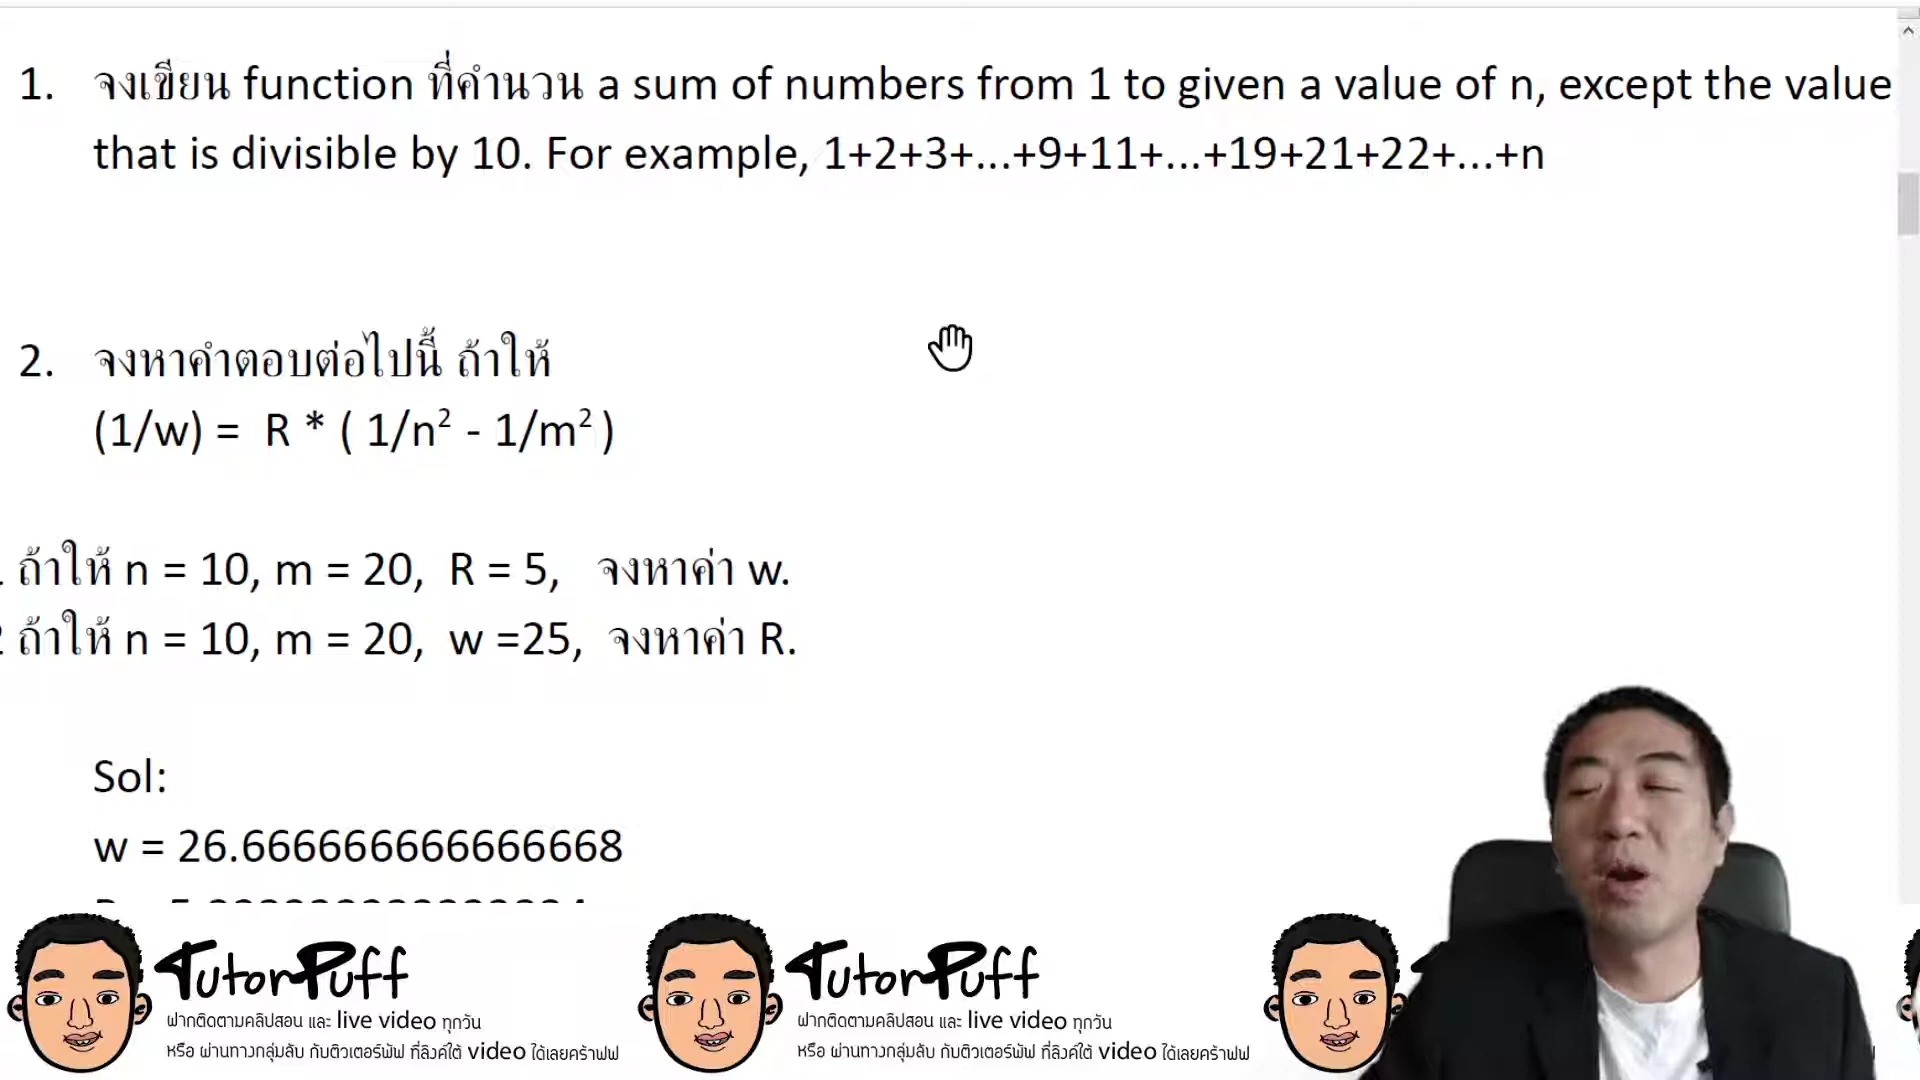 1. จงเขียน function ที่คำนวน a sum of numbers from 1 to given a value of n, except the value
that is divisible by 10. For example, 1+2+3+...+9+11+...+19+21+22+...+n
2. จงหาคำตอบต่อไปนี้ ถ้าให้
(1/w) = R * ( 1/n² - 1/m² )
ถ้าให้ n = 10, m = 20, R = 5, จงหาค่า w.
ถ้าให้ n = 10, m = 20, w =25, จงหาค่า R.
Sol:
w = 26.666666666666668
TutorPuff
ฝากติดตามคลิปสอน และ live video ทุกวัน
หรือ ผ่านทางกลุ่มลับ กับติวเตอร์พัฟ ที่ลิงค์ใต้ video ได้เลยคร้าฟฟ
TutorPuff
ฝากติดตามคลิปสอน และ live video ทุกวัน
หรือ ผ่านทางกลุ่มลับ กับติวเตอร์พัฟ ที่ลิงค์ใต้ video ได้เลยคร้าฟฟ